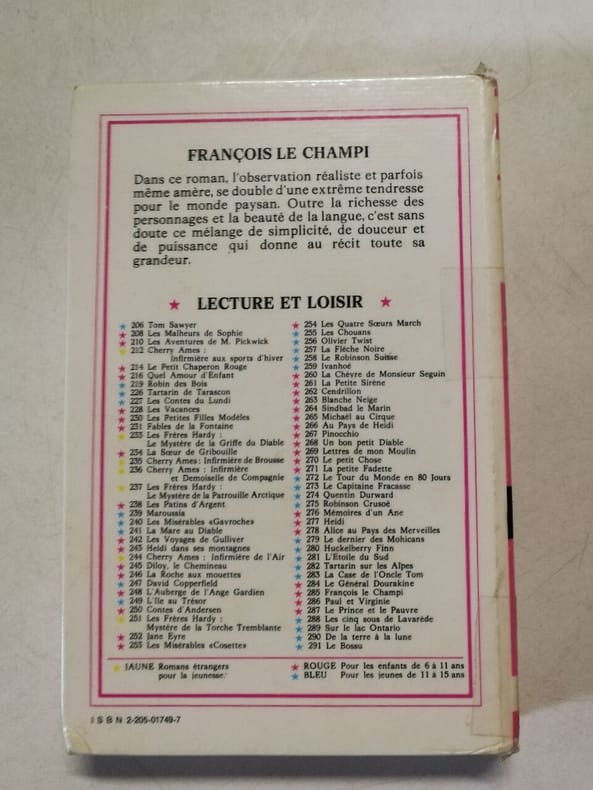 FRANÇOIS LE CHAMPI
Dans ce roman, l'observation réaliste et parfois
même amère, se double d'une extrême tendresse
pour le monde paysan. Outre la richesse des
personnages et la beauté de la langue, c'est sans
doute ce mélange de simplicité, de douceur et
de puissance qui donne au récit toute sa
grandeur.
★ LECTURE ET LOISIR ★
★ 206 Tom Sawyer
★ 208 Les Malheurs de Sophie
★ 210 Les Aventures de M. Pickwick
★ 212 Cherry Ames :
Infirmière aux sports d'hiver
★ 214 Le Petit Chaperon Rouge
★ 216 Quel Amour d'Enfant
★ 219 Robin des Bois
★ 226 Tartarin de Tarascon
★ 227 Les Contes du Lundi
★ 228 Les Vacances
★ 230 Les Petites Filles Modèles
★ 231 Fables de la Fontaine
★ 233 Les Frères Hardy :
Le Mystère de la Griffe du Diable
★ 234 La Sœur de Gribouille
★ 235 Cherry Ames : Infirmière de Brousse
★ 236 Cherry Ames : Infirmière
et Demoiselle de Compagnie
★ 237 Les Frères Hardy :
Le Mystère de la Patrouille Arctique
★ 238 Les Patins d'Argent
★ 239 Maroussia
★ 240 Les Misérables «Gavroche»
★ 241 La Mare au Diable
★ 242 Les Voyages de Gulliver
★ 243 Heidi dans ses montagnes
★ 244 Cherry Ames : Infirmière de l'Air
★ 245 Diloy, le Chemineau
★ 246 La Roche aux mouettes
★ 247 David Copperfield
★ 248 L'Auberge de l'Ange Gardien
★ 249 L'Ile au Trésor
★ 250 Contes d'Andersen
★ 251 Les Frères Hardy :
Mystère de la Torche Tremblante
★ 252 Jane Eyre
★ 253 Les Misérables «Cosette»
★ 254 Les Quatre Sœurs March
★ 255 Les Chouans
★ 256 Olivier Twist
★ 257 La Flèche Noire
★ 258 Le Robinson Suisse
★ 259 Ivanhoé
★ 260 La Chèvre de Monsieur Seguin
★ 261 La Petite Sirène
★ 262 Cendrillon
★ 263 Blanche Neige
★ 264 Sindbad le Marin
★ 265 Michaël au Cirque
★ 266 Au Pays de Heidi
★ 267 Pinocchio
★ 268 Un bon petit Diable
★ 269 Lettres de mon Moulin
★ 270 Le petit Chose
★ 271 La petite Fadette
★ 272 Le Tour du Monde en 80 Jours
★ 273 Le Capitaine Fracasse
★ 274 Quentin Durward
★ 275 Robinson Crusoë
★ 276 Mémoires d'un Ane
★ 277 Heidi
★ 278 Alice au Pays des Merveilles
★ 279 Le dernier des Mohicans
★ 280 Huckelberry Finn
★ 281 L'Etoile du Sud
★ 282 Tartarin sur les Alpes
★ 283 La Case de l'Oncle Tom
★ 284 Le Général Dourakine
★ 285 François le Champi
★ 286 Paul et Virginie
★ 287 Le Prince et le Pauvre
★ 288 Les cinq sous de Lavarède
★ 289 Sur le lac Ontario
★ 290 De la terre à la lune
★ 291 Le Bossu
★ JAUNE Romans étrangers
pour la jeunesse.
★ ROUGE Pour les enfants de 6 à 11 ans
★ BLEU Pour les jeunes de 11 à 15 ans
ISBN 2-205-01749-7